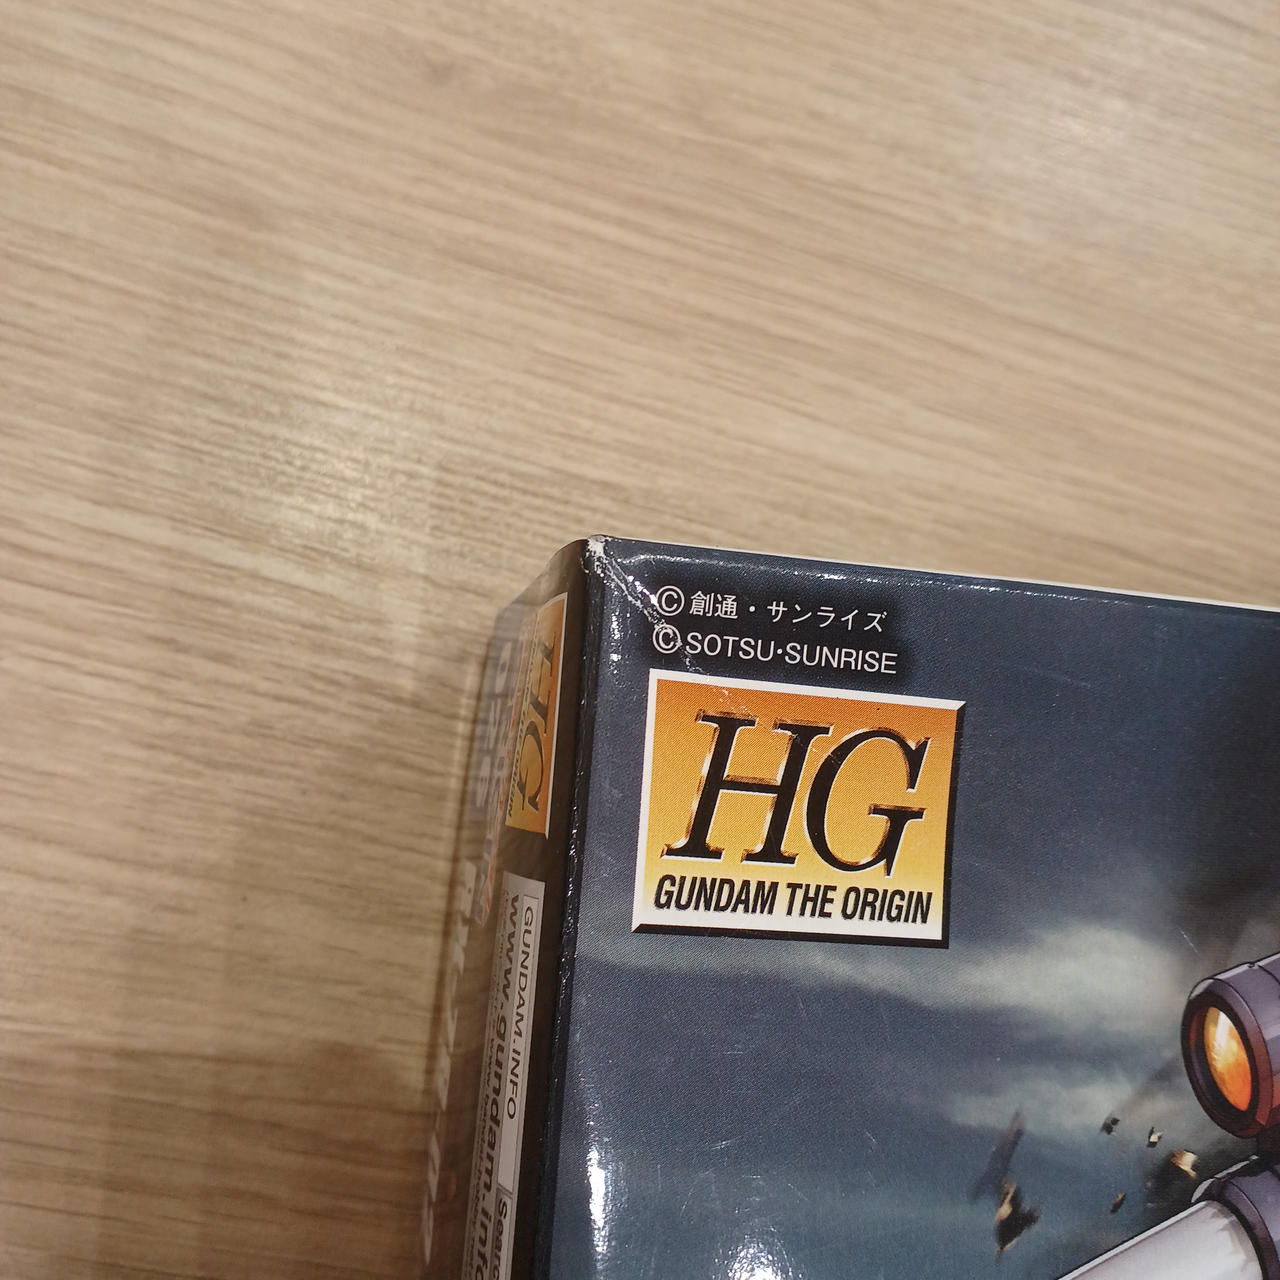 ©創通・サンライズ
©SOTSU・SUNRISE
HG
GUNDAM THE ORIGIN
HG
GUNDAM.INFO
www.gundam.info